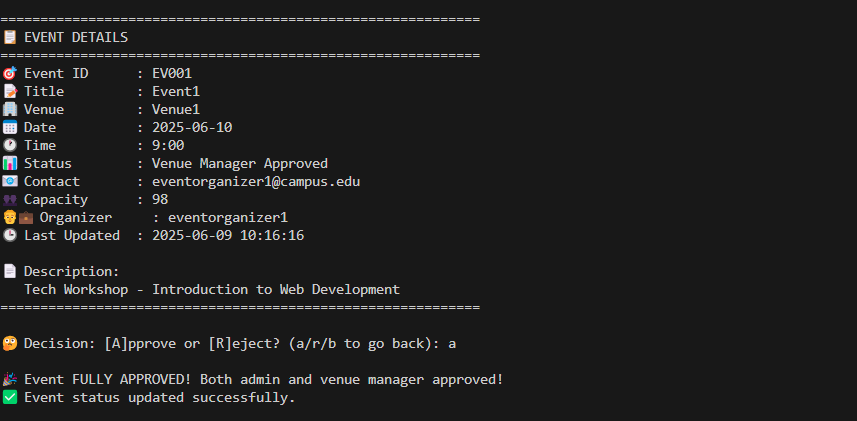 ============================================================
📋 EVENT DETAILS
============================================================
🎯 Event ID      : EV001
📝 Title         : Event1
🏢 Venue         : Venue1
📅 Date          : 2025-06-10
🕐 Time          : 9:00
📊 Status        : Venue Manager Approved
📧 Contact       : eventorganizer1@campus.edu
👥 Capacity      : 98
👨💼 Organizer     : eventorganizer1
🕒 Last Updated  : 2025-06-09 10:16:16
📄 Description:
   Tech Workshop - Introduction to Web Development
============================================================
🤔 Decision: [A]pprove or [R]eject? (a/r/b to go back): a
🎉 Event FULLY APPROVED! Both admin and venue manager approved!
✅ Event status updated successfully.